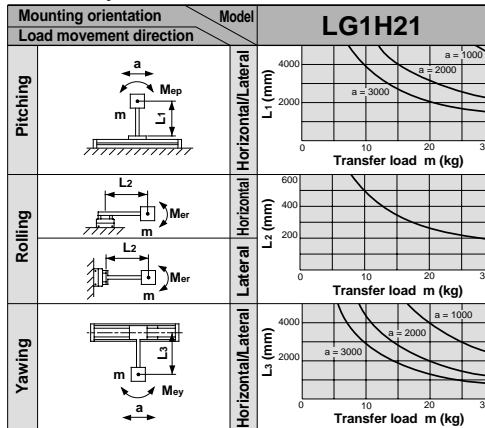 Mounting orientation
Model
Load movement direction
LG1H21
Pitching
a
Mep
m
L1
Horizontal/Lateral
L1 (mm)
4000
2000
a = 1000
a = 2000
a = 3000
0
10
20
Transfer load m (kg)
Rolling
L2
Mer
m
Horizontal
L2
Mer
m
Lateral
L2 (mm)
600
400
200
10
20
Transfer load m (kg)
Yawing
L3
m
Mey
a
Horizontal/Lateral
L3 (mm)
4000
2000
a = 1000
a = 2000
a = 3000
0
10
20
Transfer load m (kg)